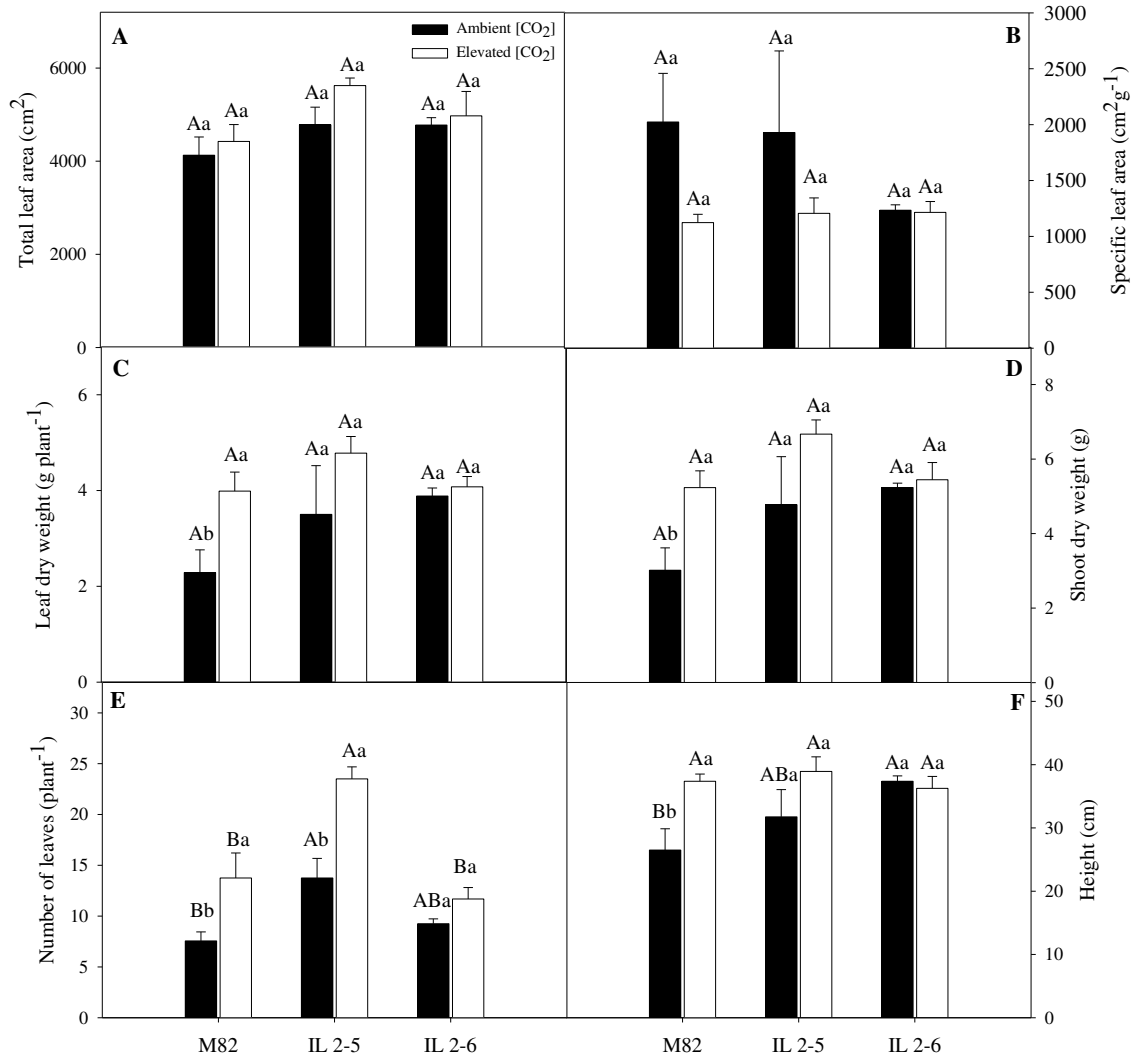 A
Ambient [CO2]
Elevated [CO2]
Total leaf area (cm2)
6000
4000
2000
0
Aa Aa Aa Aa Aa Aa
B
Specific leaf area (cm2g-1)
3000
2500
2000
1500
1000
500
0
Aa Aa Aa Aa Aa Aa
C
Leaf dry weight (g plant-1)
6
4
2
0
Ab Aa Aa Aa Aa Aa
D
Shoot dry weight (g)
8
6
4
2
0
Ab Aa Aa Aa Aa Aa
E
Number of leaves (plant-1)
30
25
20
15
10
5
0
Bb Ba Ab Aa ABa Ba
M82 IL 2-5 IL 2-6
F
Height (cm)
50
40
30
20
10
0
Bb Aa ABa Aa Aa Aa
M82 IL 2-5 IL 2-6